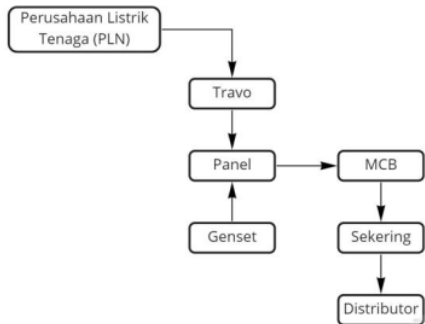 Perusahaan Listrik
Tenaga (PLN)
Travo
Panel
MCB
Genset
Sekering
Distributor